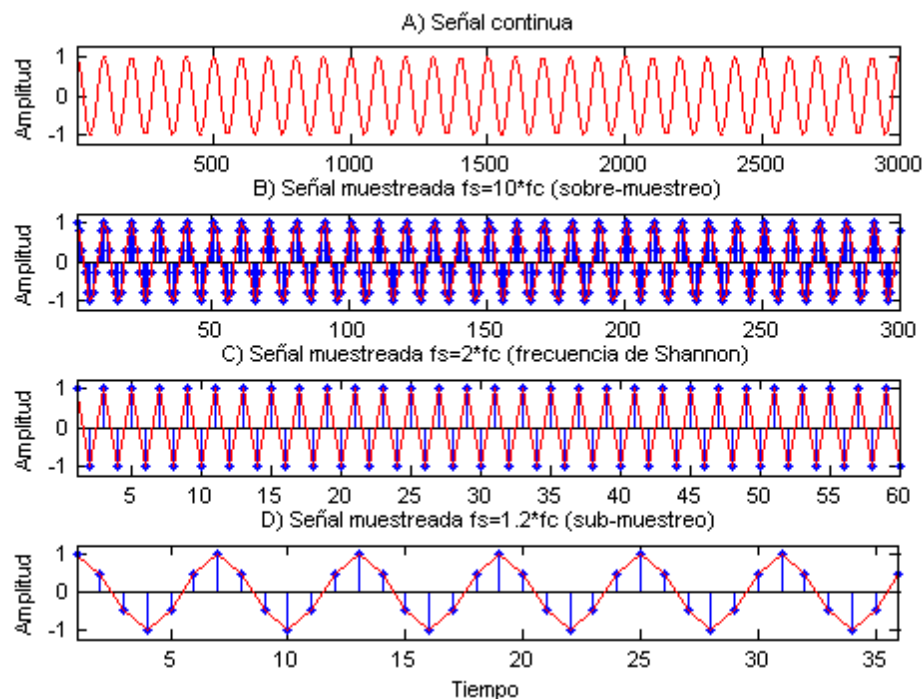 A) Señal continua
Amplitud
1
0
-1
500 1000 1500 2000 2500 3000
B) Señal muestreada fs=10*fc (sobre-muestreo)
Amplitud
1
0
-1
50 100 150 200 250 300
C) Señal muestreada fs=2*fc (frecuencia de Shannon)
Amplitud
1
0
-1
5 10 15 20 25 30 35 40 45 50 55 60
D) Señal muestreada fs=1.2*fc (sub-muestreo)
Amplitud
1
0
-1
5 10 15 20 25 30 35
Tiempo